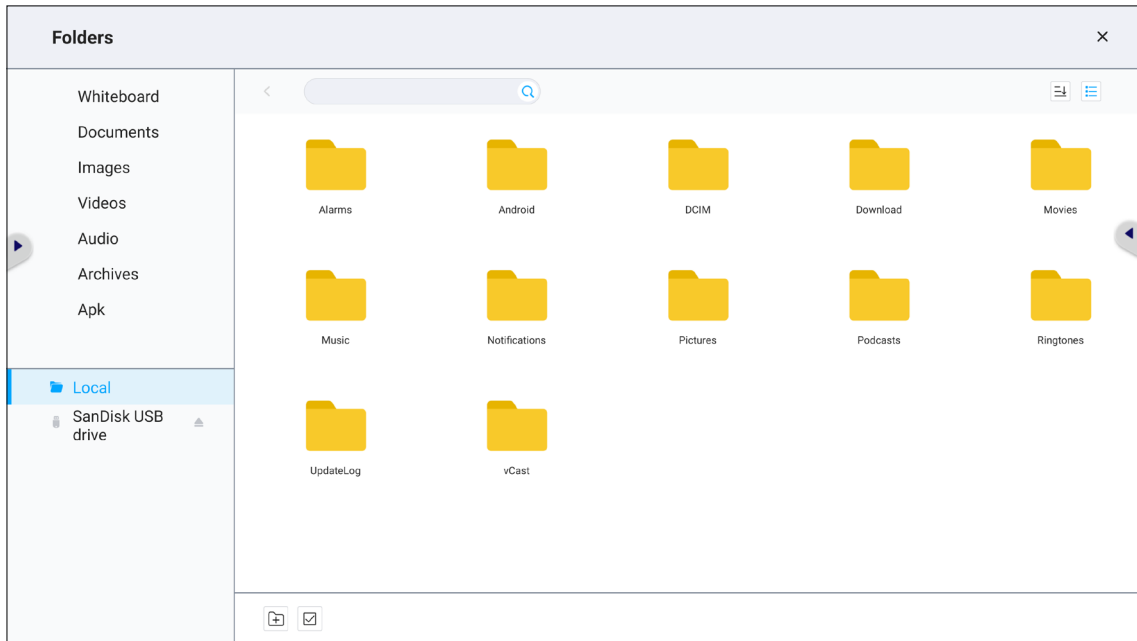 Folders
Whiteboard
Documents
Images
Videos
Audio
Archives
Apk
Local
SanDisk USB
drive
Alarms
Android
DCIM
Download
Movies
Music
Notifications
Pictures
Podcasts
Ringtones
UpdateLog
vCast